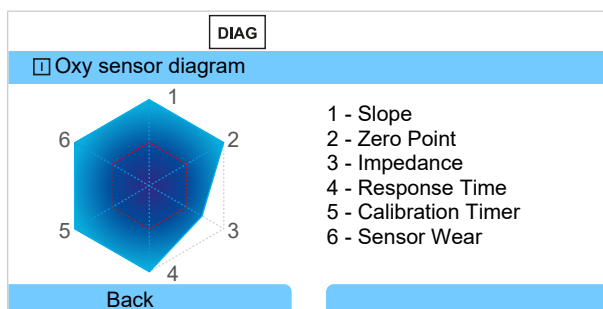 DIAG
I Oxy sensor diagram
1
2
3
4
5
6
1 - Slope
2 - Zero Point
3 - Impedance
4 - Response Time
5 - Calibration Timer
6 - Sensor Wear
Back